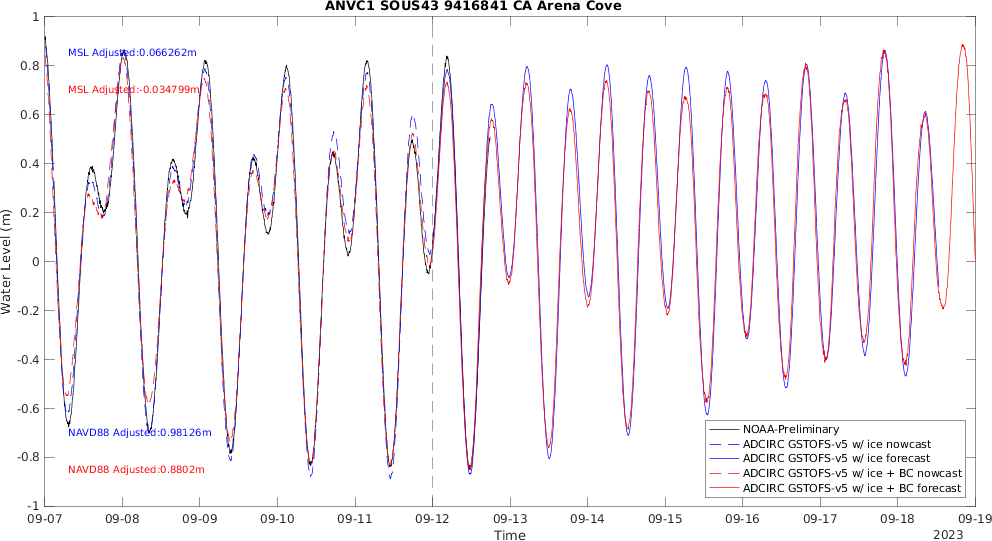 ANVC1 SOUS43 9416841 CA Arena Cove
MSL Adjusted:0.066262m
MSL Adjusted:-0.034799m
NAVD88 Adjusted:0.98126m
NAVD88 Adjusted:0.8802m
Water Level (m)
1
0.8
0.6
0.4
0.2
0
-0.2
-0.4
-0.6
-0.8
-1
NOAA-Preliminary
ADCIRC GSTOFS-v5 w/ ice nowcast
ADCIRC GSTOFS-v5 w/ ice forecast
ADCIRC GSTOFS-v5 w/ ice + BC nowcast
ADCIRC GSTOFS-v5 w/ ice + BC forecast
09-07 09-08 09-09 09-10 09-11 09-12 09-13 09-14 09-15 09-16 09-17 09-18 09-19
Time
2023